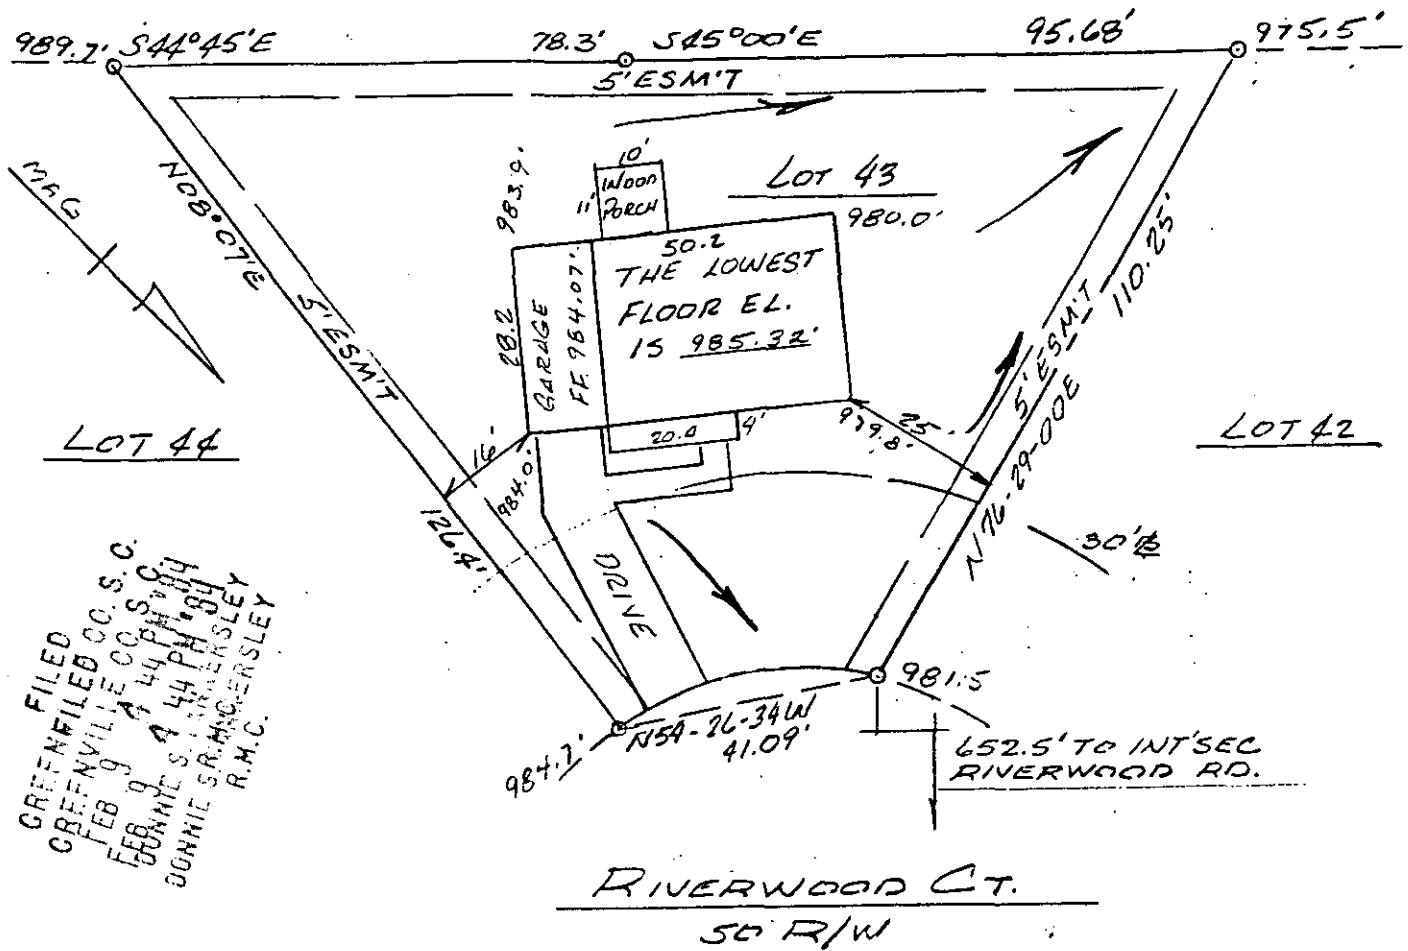 989.7' S44°45'E 78.3' S45°00'E 95.68' 975.5'
5' ESM'T
MAG
N08°07'E
5' ESM'T
983.9'
10'
11'
WOOD
PORCH
LOT 43
980.0'
50.2
THE LOWEST
FLOOR EL.
IS 985.32'
28.2
GARAGE
FF. 984.07'
110.25'
5' ESM'T
N76-29-00E
LOT 44
LOT 42
16'
984.0'
126.4'
20.0
4'
979.8'
25'
30'
DRIVE
984.7'
N54-26-34W
41.09'
981.5
652.5' TO INT'SEC
RIVERWOOD RD.
RIVERWOOD CT.
50 R/W
FILED
GREENVILLE CO. S. C.
FEB 9 4 44 PM '84
DONNIE S.
R.M.C.